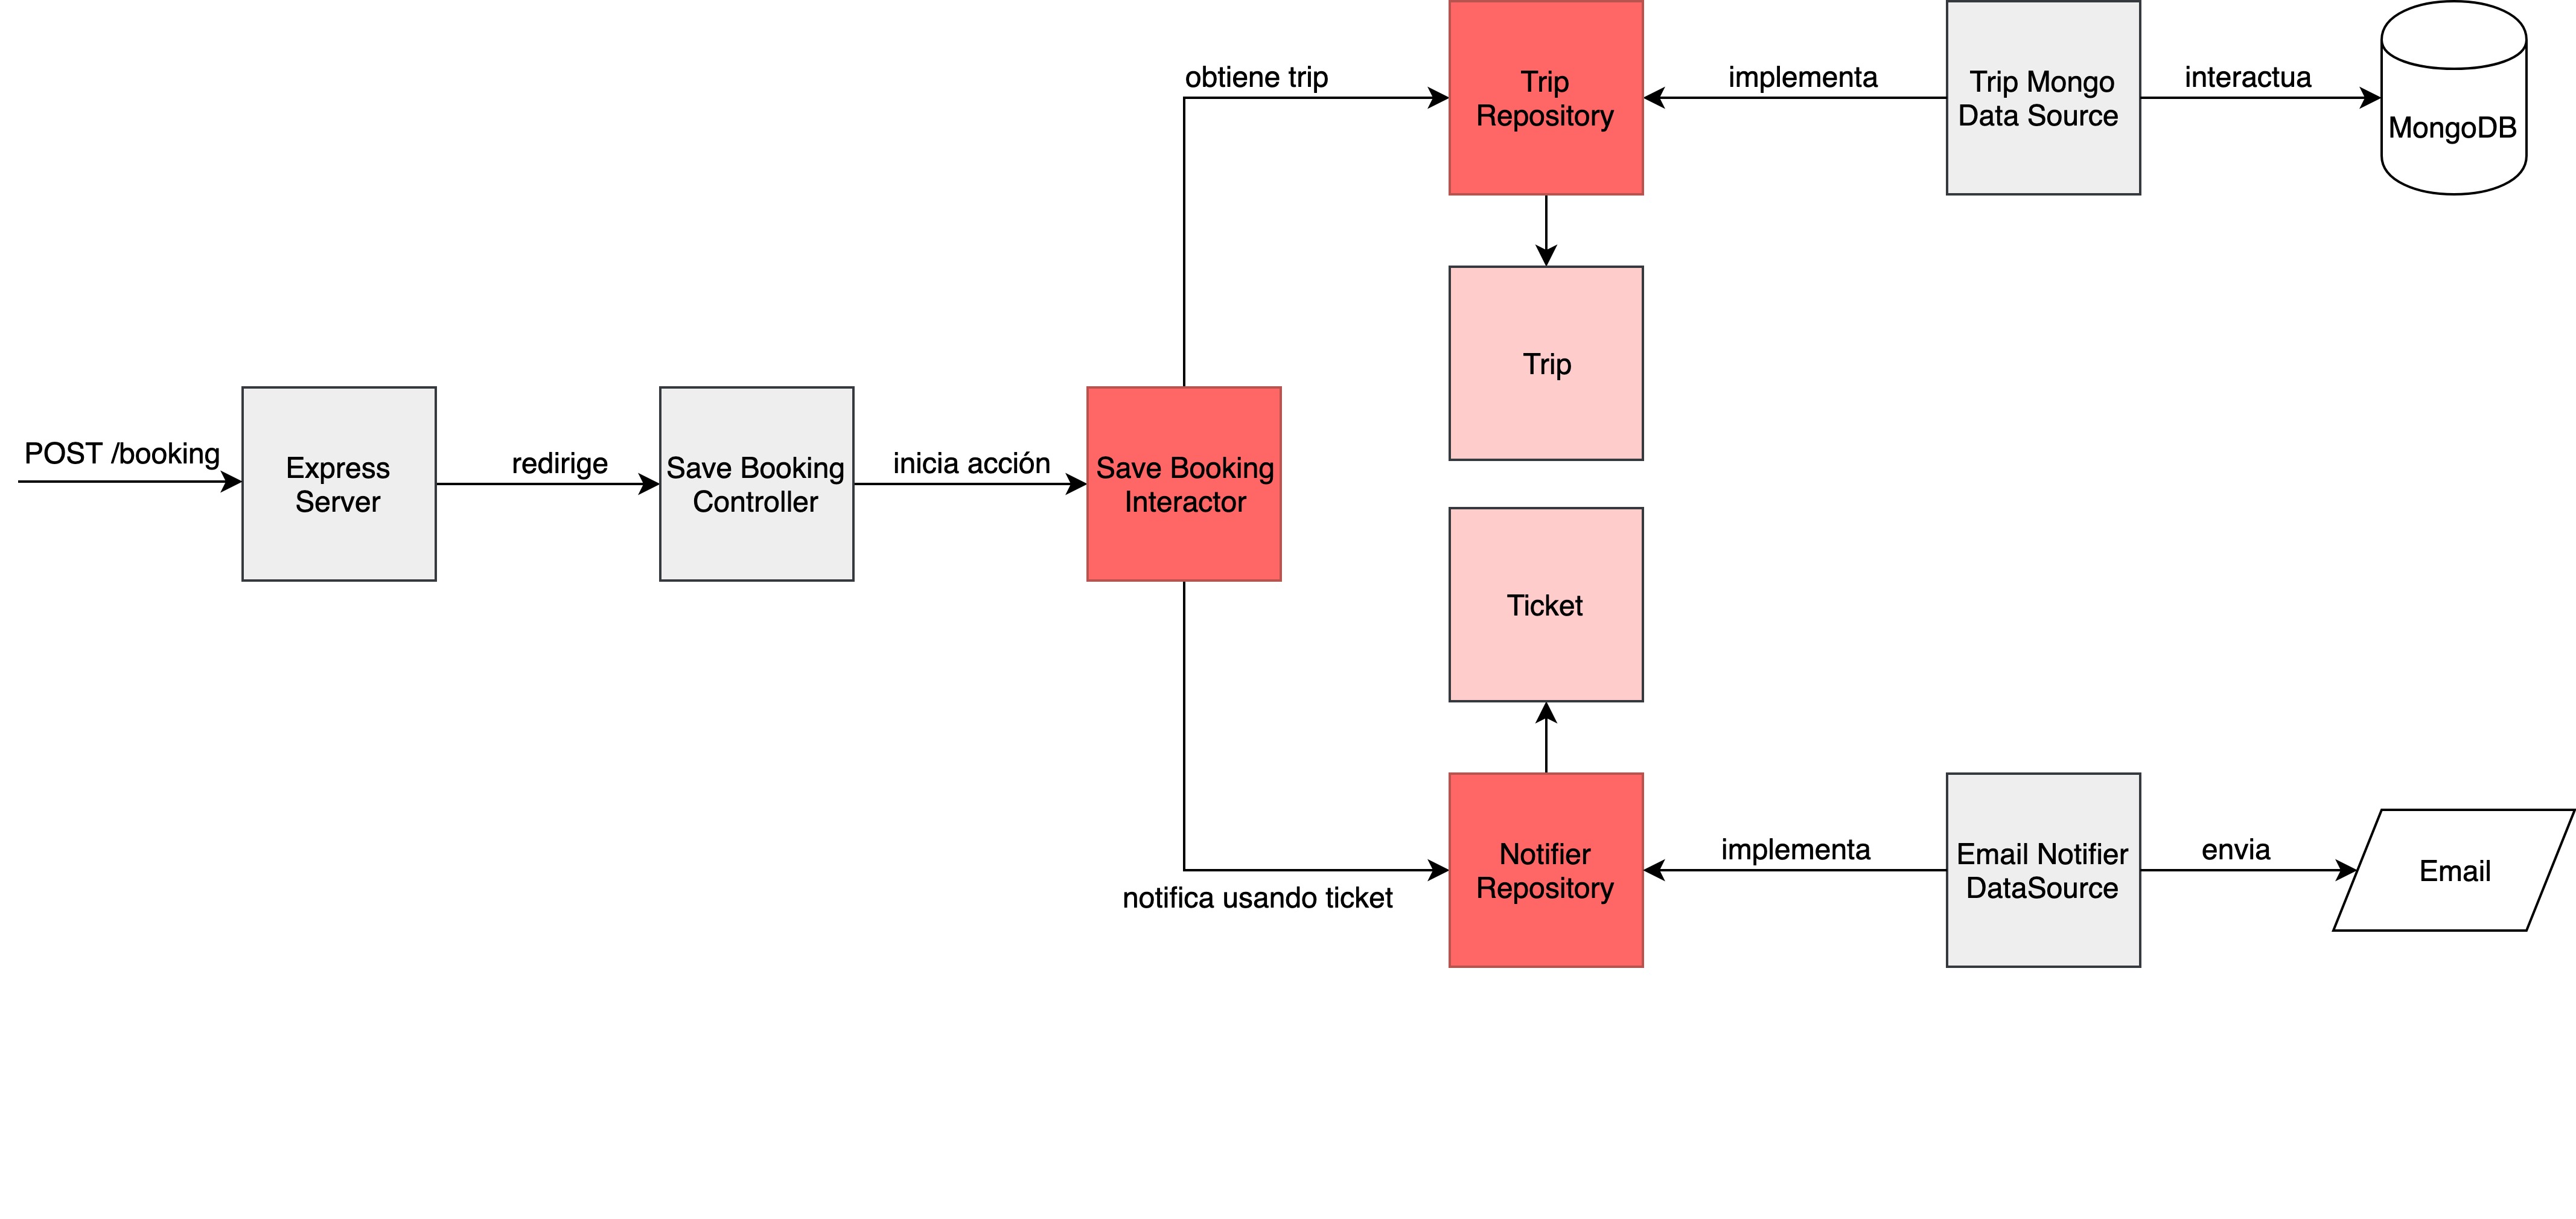 obtiene trip
Trip
Repository
implementa
Trip Mongo
Data Source
interactua
MongoDB
Trip
POST /booking
Express
Server
redirige
Save Booking
Controller
inicia acción
Save Booking
Interactor
Ticket
notifica usando ticket
Notifier
Repository
implementa
Email Notifier
DataSource
envia
Email